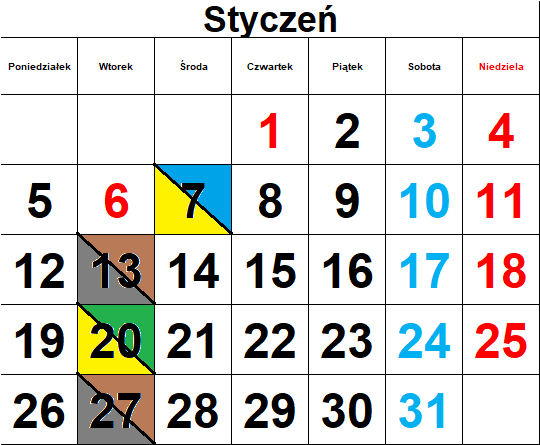 Styczeń
Poniedziałek Wtorek Środa Czwartek Piątek Sobota Niedziela
1 2 3 4
5 6 7 8 9 10 11
12 13 14 15 16 17 18
19 20 21 22 23 24 25
26 27 28 29 30 31